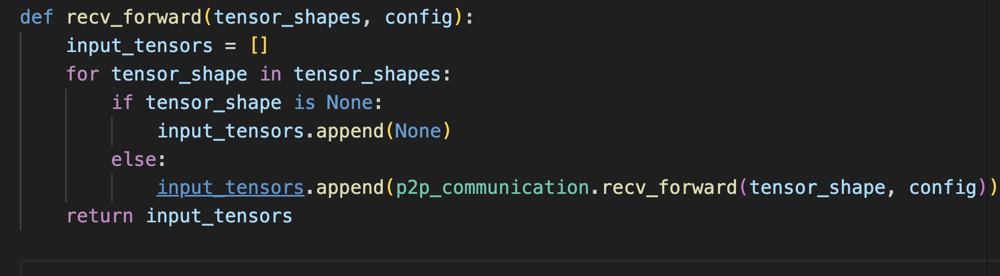 def recv_forward(tensor_shapes, config):
    input_tensors = []
    for tensor_shape in tensor_shapes:
        if tensor_shape is None:
            input_tensors.append(None)
        else:
            input_tensors.append(p2p_communication.recv_forward(tensor_shape, config))
    return input_tensors